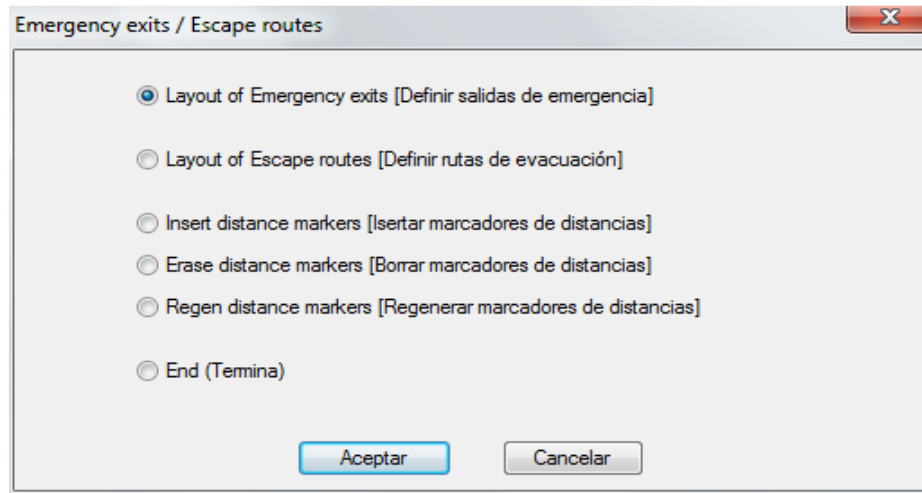 Emergency exits / Escape routes
Layout of Emergency exits [Definir salidas de emergencia]
Layout of Escape routes [Definir rutas de evacuación]
Insert distance markers [Isertar marcadores de distancias]
Erase distance markers [Borrar marcadores de distancias]
Regen distance markers [Regenerar marcadores de distancias]
End (Termina)
Aceptar Cancelar